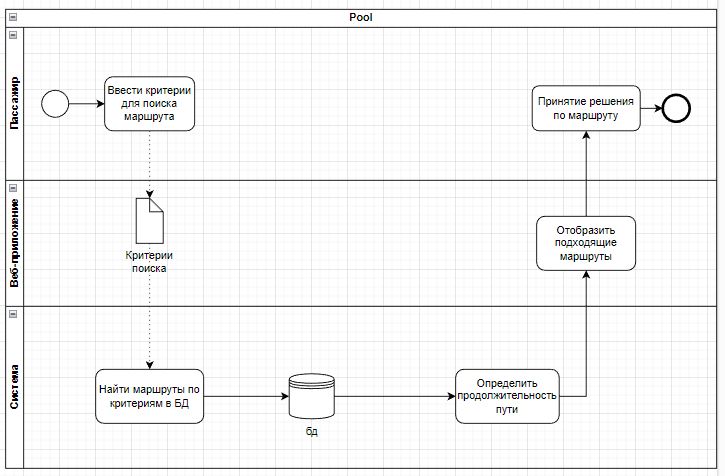 Pool
Пассажир
Ввести критерии
для поиска
маршрута
Принятие решения
по маршруту
Веб-приложение
Критерии
поиска
Отобразить
подходящие
маршруты
Система
Найти маршруты по
критериям в БД
бд
Определить
продолжительность
пути